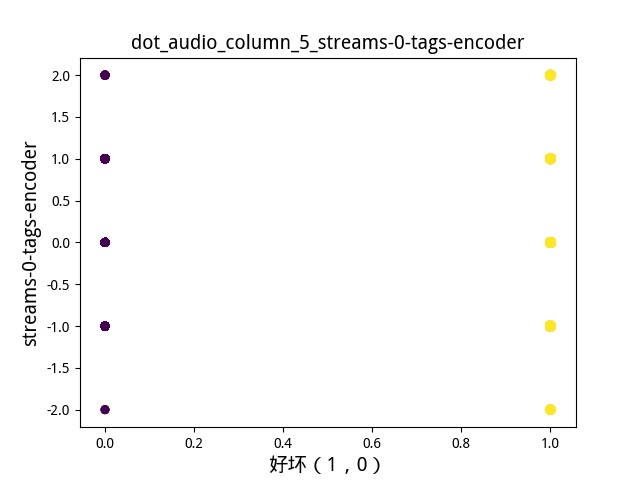 dot_audio_column_5_streams-0-tags-encoder
streams-0-tags-encoder
2.0
1.5
1.0
0.5
0.0
-0.5
-1.0
-1.5
-2.0
0.0 0.2 0.4 0.6 0.8 1.0
好坏（1，0）